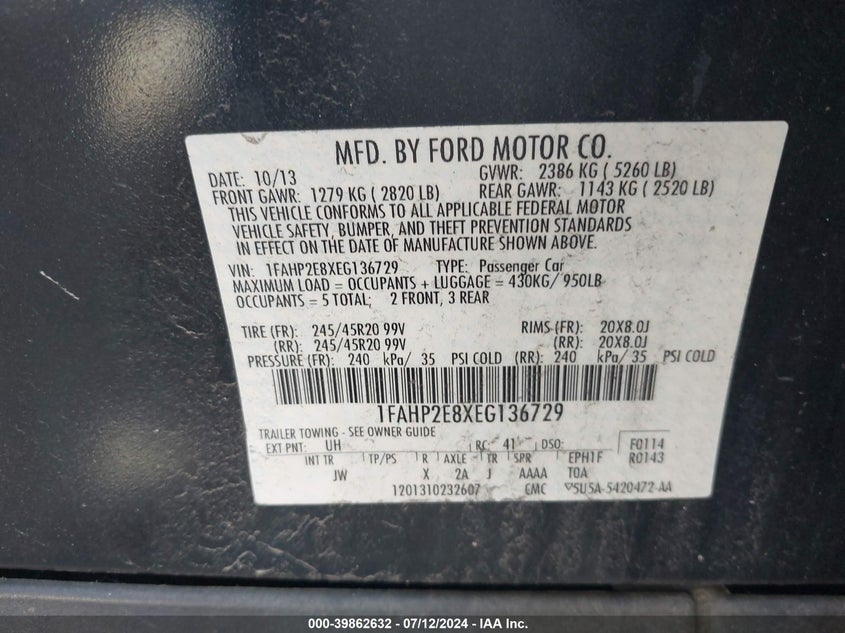 MFD. BY FORD MOTOR CO.
DATE: 10/13 GVWR: 2386 KG ( 5260 LB)
FRONT GAWR: 1279 KG ( 2820 LB) REAR GAWR: 1143 KG ( 2520 LB)
THIS VEHICLE CONFORMS TO ALL APPLICABLE FEDERAL MOTOR
VEHICLE SAFETY, BUMPER, AND THEFT PREVENTION STANDARDS
IN EFFECT ON THE DATE OF MANUFACTURE SHOWN ABOVE.
VIN: 1FAHP2E8XEG136729 TYPE: Passenger Car
MAXIMUM LOAD = OCCUPANTS + LUGGAGE = 430KG/ 950LB
OCCUPANTS = 5 TOTAL; 2 FRONT, 3 REAR
TIRE (FR): 245/45R20 99V RIMS (FR): 20X8.0J
(RR): 245/45R20 99V (RR): 20X8.0J
PRESSURE (FR): 240 kPa/ 35 PSI COLD (RR): 240 kPa/ 35 PSI COLD
1FAHP2E8XEG136729
TRAILER TOWING - SEE OWNER GUIDE
EXT PNT: UH RC: 41 DSO: F0114
INT TR TP/PS R AXLE TR SPR EPH1F R0143
JW X 2A J AAAA TOA
1201310232607 CMC 5U5A-5420472-AA
000-39862632 - 07/12/2024 - IAA Inc.